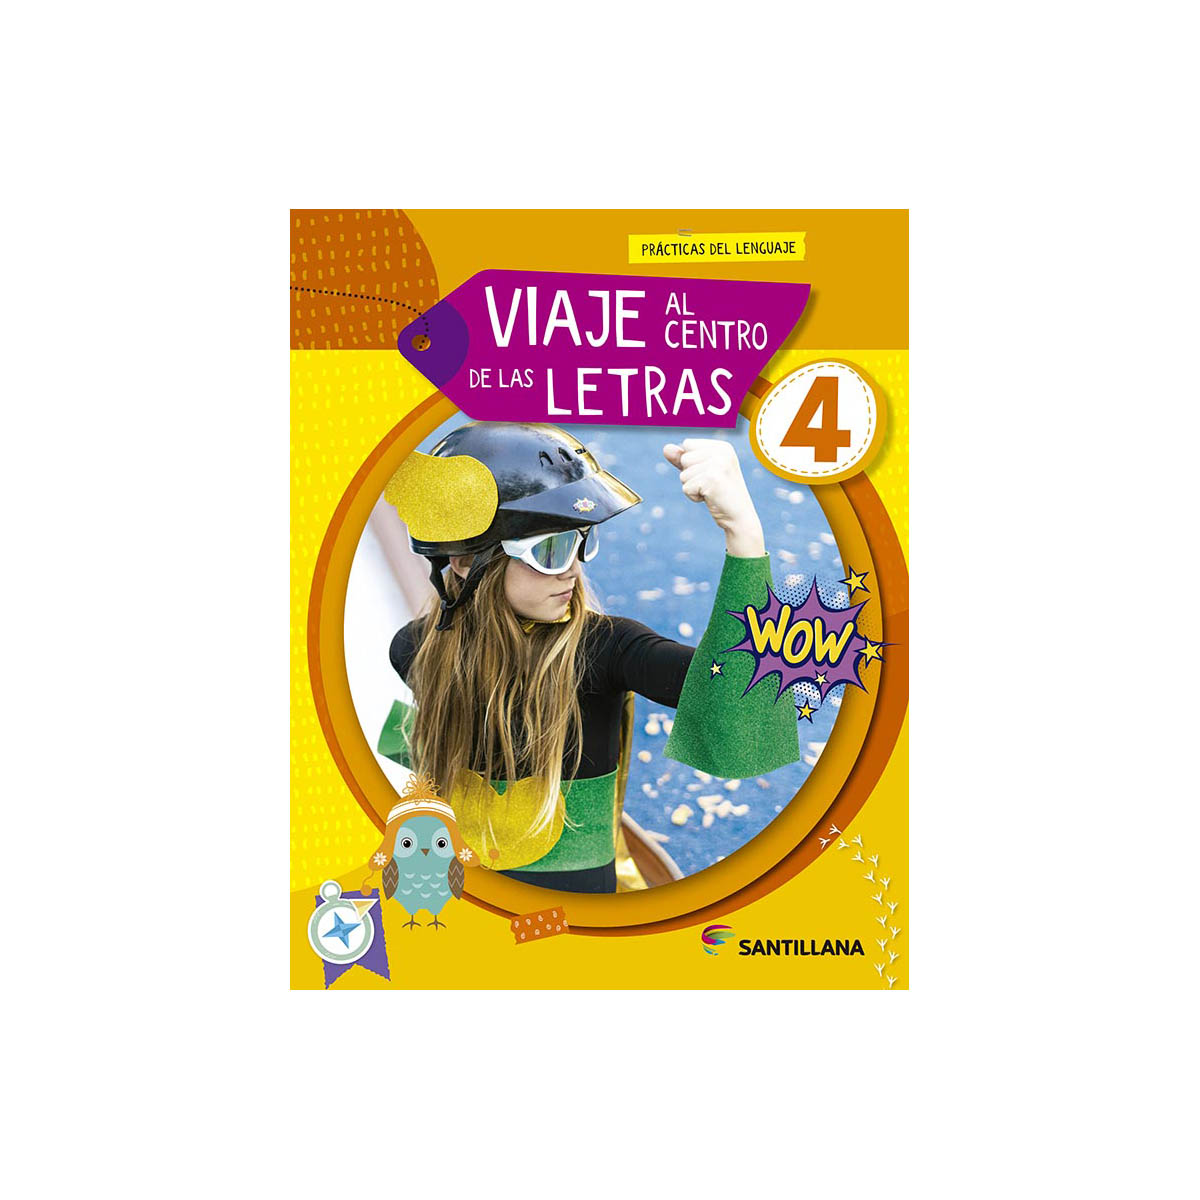 PRÁCTICAS DEL LENGUAJE
VIAJE AL CENTRO
DE LAS LETRAS
4
WOW
SANTILLANA